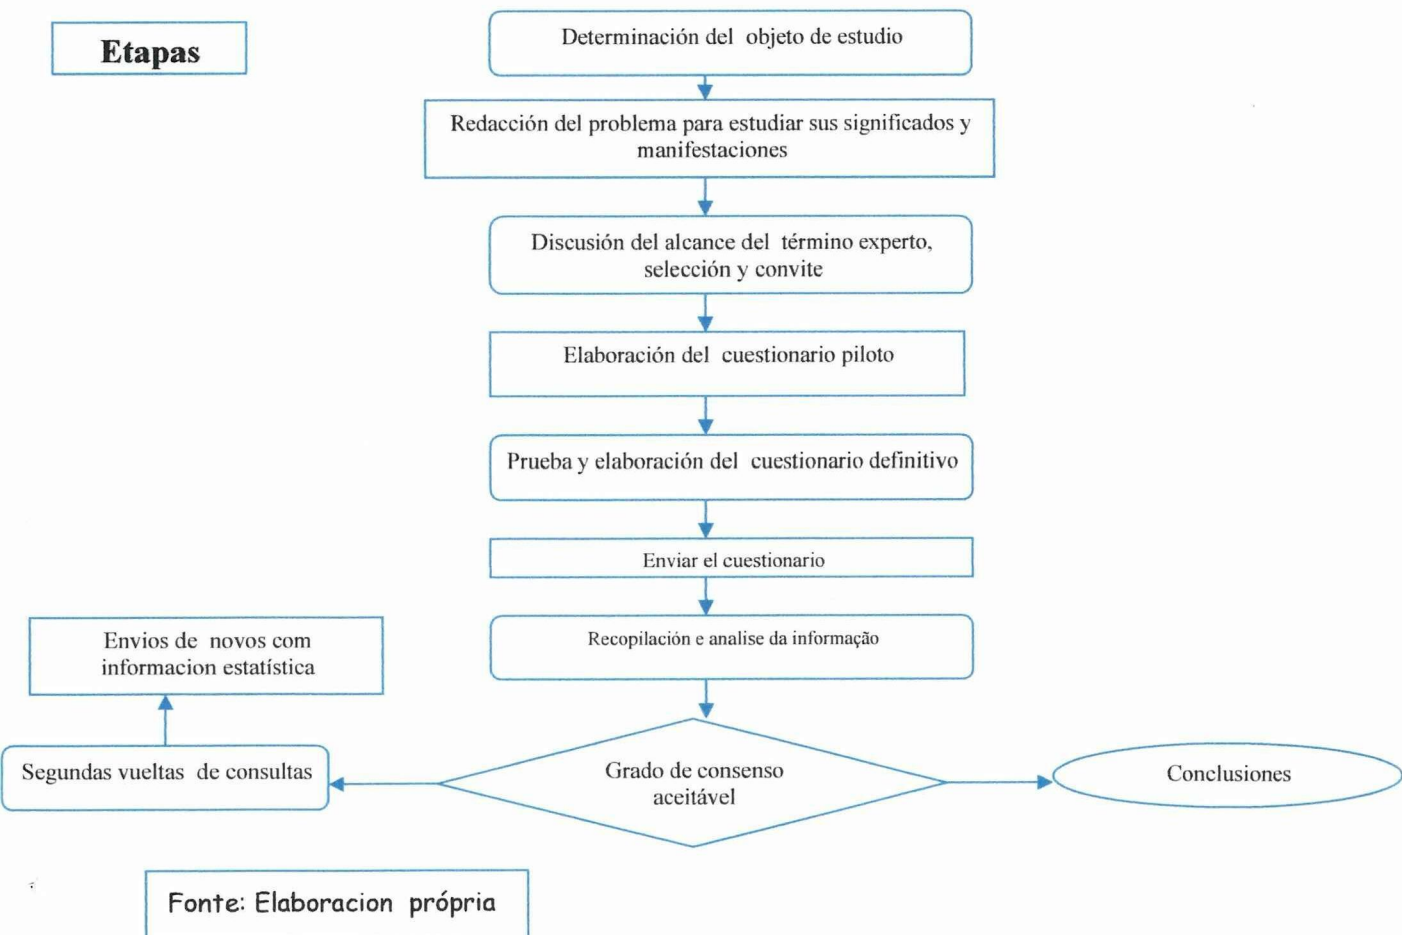 Etapas
Determinación del objeto de estudio
Redacción del problema para estudiar sus significados y
manifestaciones
Discusión del alcance del término experto,
selección y convite
Elaboración del cuestionario piloto
Prueba y elaboración del cuestionario definitivo
Enviar el cuestionario
Recopilación e analise da informação
Envios de novos com
informacion estatística
Segundas vueltas de consultas
Grado de consenso
aceitável
Conclusiones
Fonte: Elaboracion própria